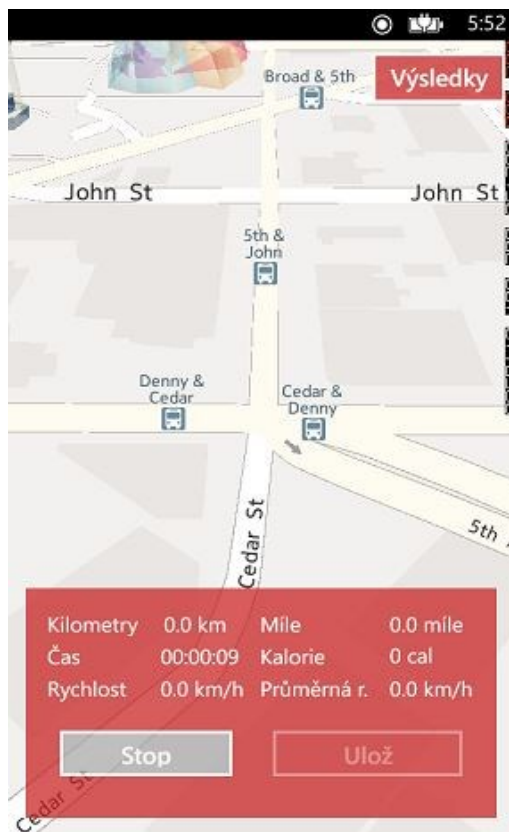 5:52
Výsledky
Broad & 5th
John St
John St
5th &
John
Denny &
Cedar
Cedar &
Denny
Cedar St
5th
Kilometry 0.0 km Míle 0.0 míle
Čas 00:00:09 Kalorie 0 cal
Rychlost 0.0 km/h Průměrná r. 0.0 km/h
Stop
Ulož
Cedar St